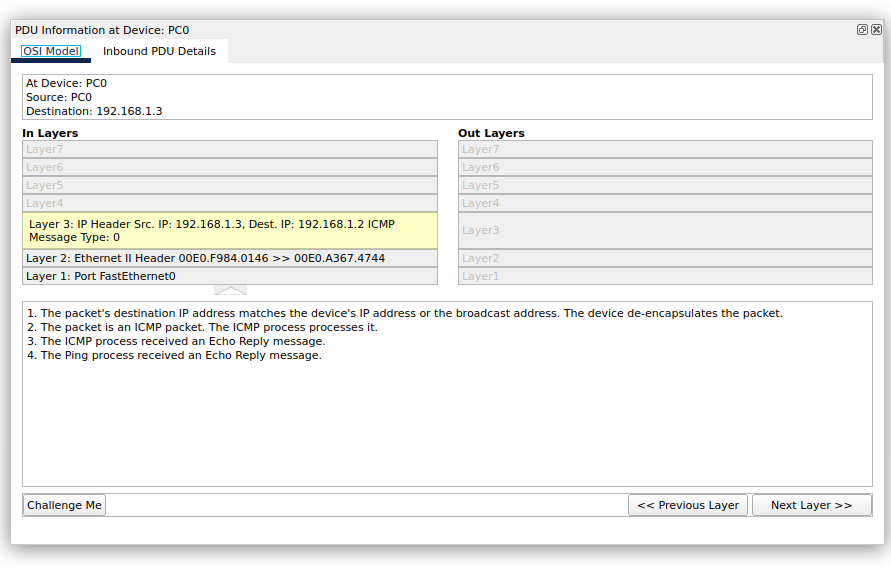 PDU Information at Device: PC0
OSI Model Inbound PDU Details
At Device: PC0
Source: PC0
Destination: 192.168.1.3
In Layers
Layer7
Layer6
Layer5
Layer4
Layer 3: IP Header Src. IP: 192.168.1.3, Dest. IP: 192.168.1.2 ICMP
Message Type: 0
Layer 2: Ethernet II Header 00E0.F984.0146 >> 00E0.A367.4744
Layer 1: Port FastEthernet0
Out Layers
Layer7
Layer6
Layer5
Layer4
Layer3
Layer2
Layer1
1. The packet's destination IP address matches the device's IP address or the broadcast address. The device de-encapsulates the packet.
2. The packet is an ICMP packet. The ICMP process processes it.
3. The ICMP process received an Echo Reply message.
4. The Ping process received an Echo Reply message.
Challenge Me
<< Previous Layer
Next Layer >>